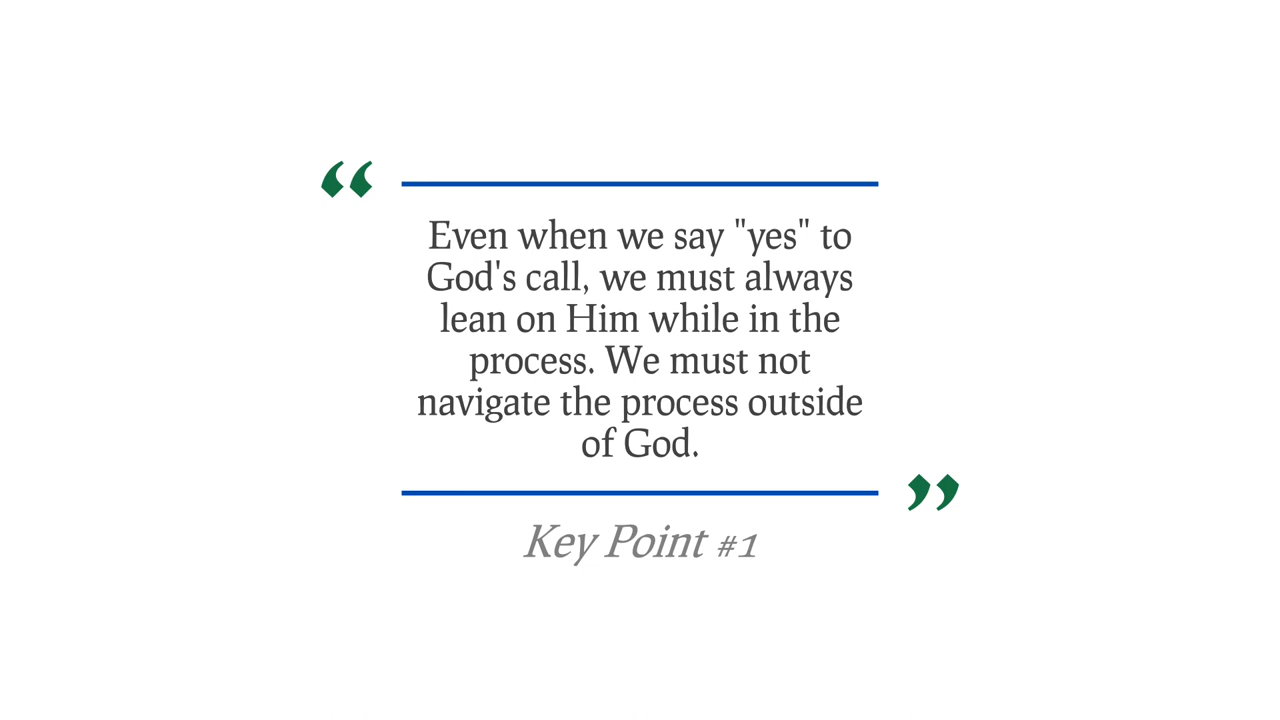 “
Even when we say "yes" to
God's call, we must always
lean on Him while in the
process. We must not
navigate the process outside
of God.
”
Key Point #1